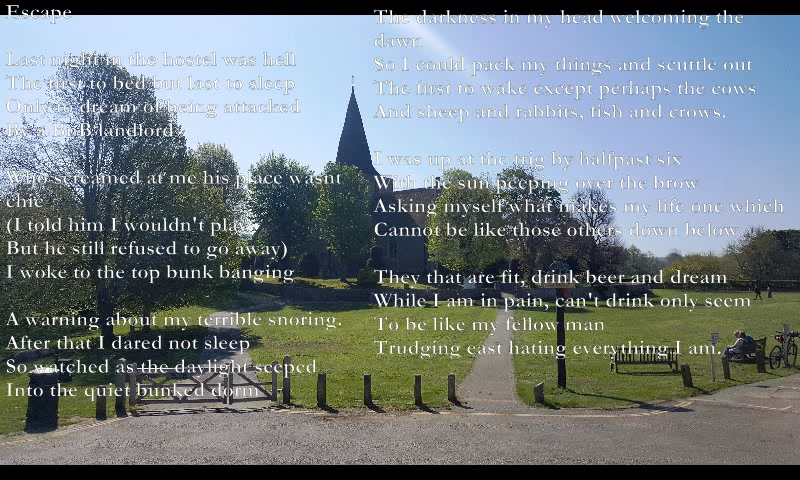 Escape
Last night in the hostel was hell
The first to bed but last to sleep
Only to dream of being attacked
by a BnB landlord
Who screamed at me his place wasnt
chic
(I told him I wouldn't play
But he still refused to go away)
I woke to the top bunk banging
A warning about my terrible snoring.
After that I dared not sleep
So watched as the daylight seeped
Into the quiet bunked dorm
The darkness in my head welcoming the
dawn
So I could pack my things and scuttle out
The first to wake except perhaps the cows
And sheep and rabbits, fish and crows.
I was up at the trig by halfpast six
With the sun peeping over the brow
Asking myself what makes my life one which
Cannot be like those others down below
They that are fit, drink beer and dream
While I am in pain, can't drink only seem
To be like my fellow man
Trudging east hating everything I am.